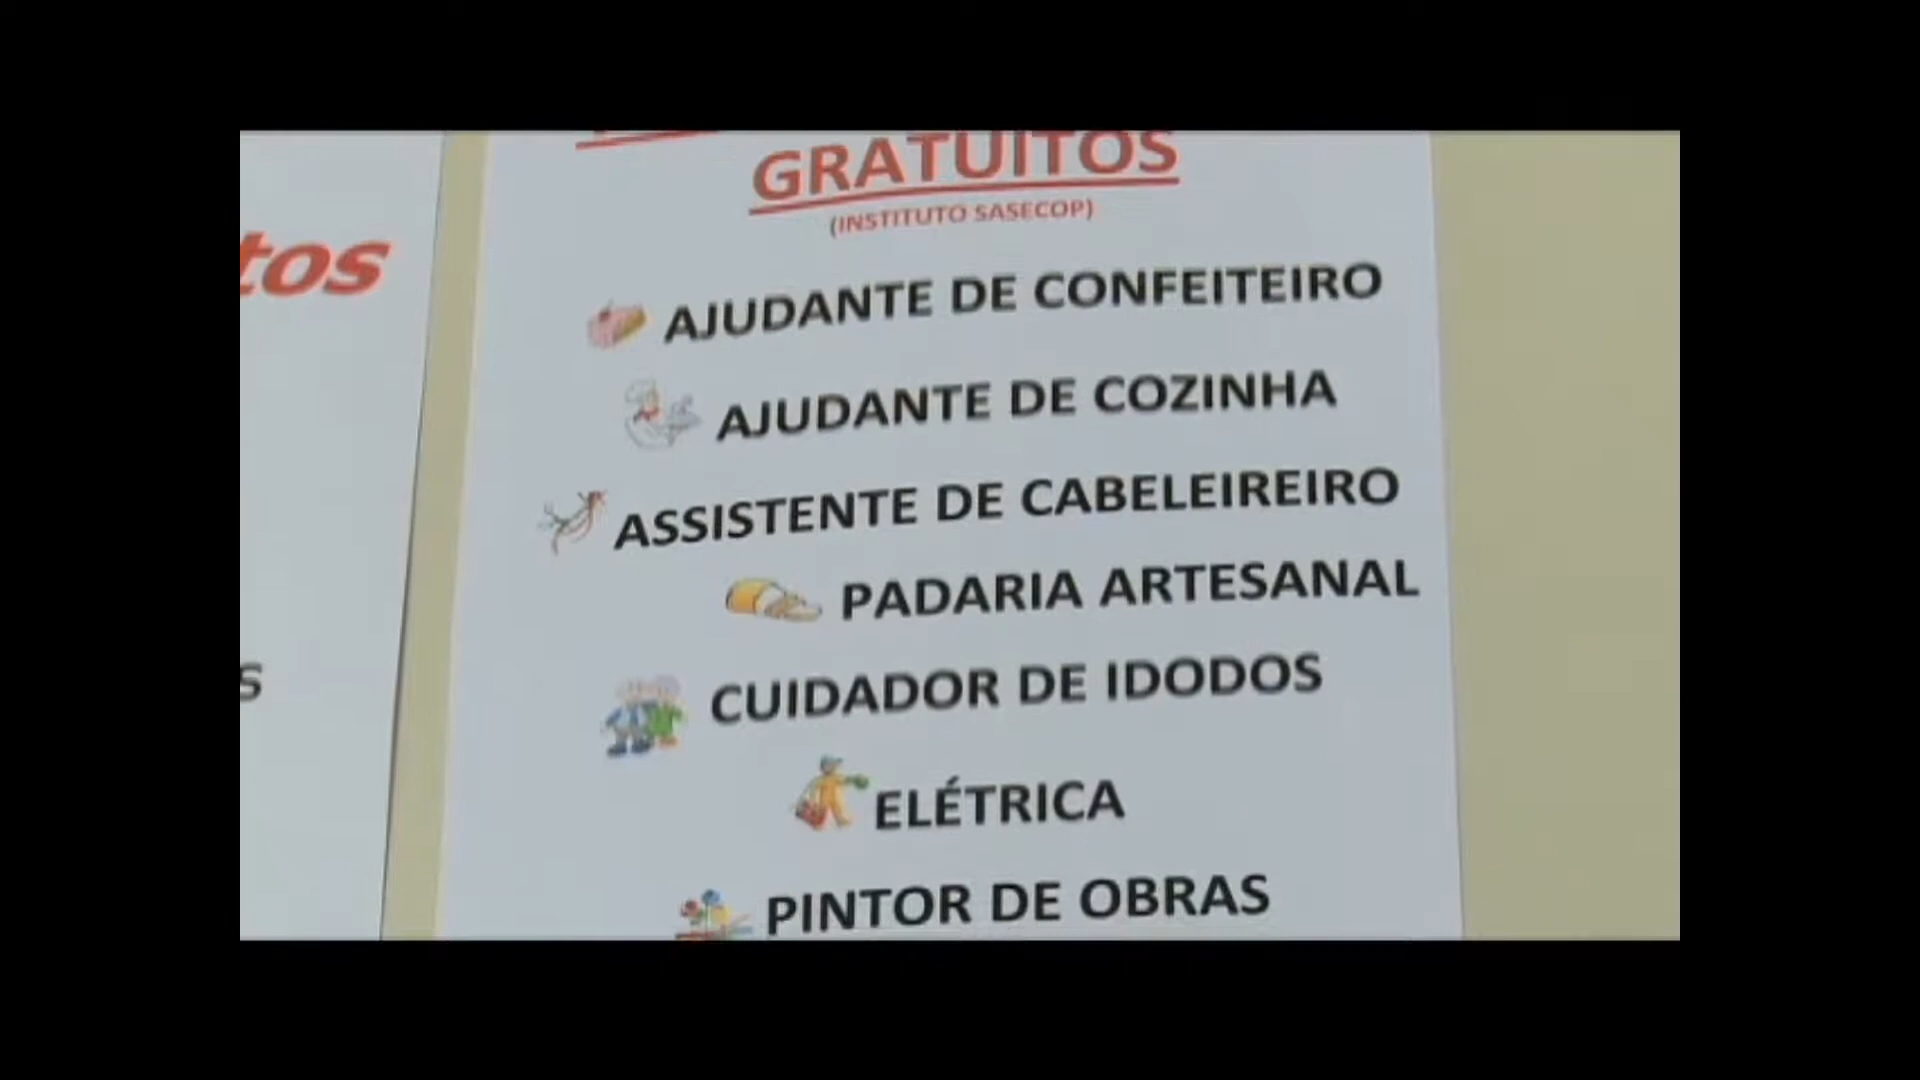 tos
s
GRATUITOS
(INSTITUTO SASECOP)
AJUDANTE DE CONFEITEIRO
AJUDANTE DE COZINHA
ASSISTENTE DE CABELEIREIRO
PADARIA ARTESANAL
CUIDADOR DE IDODOS
ELÉTRICA
PINTOR DE OBRAS